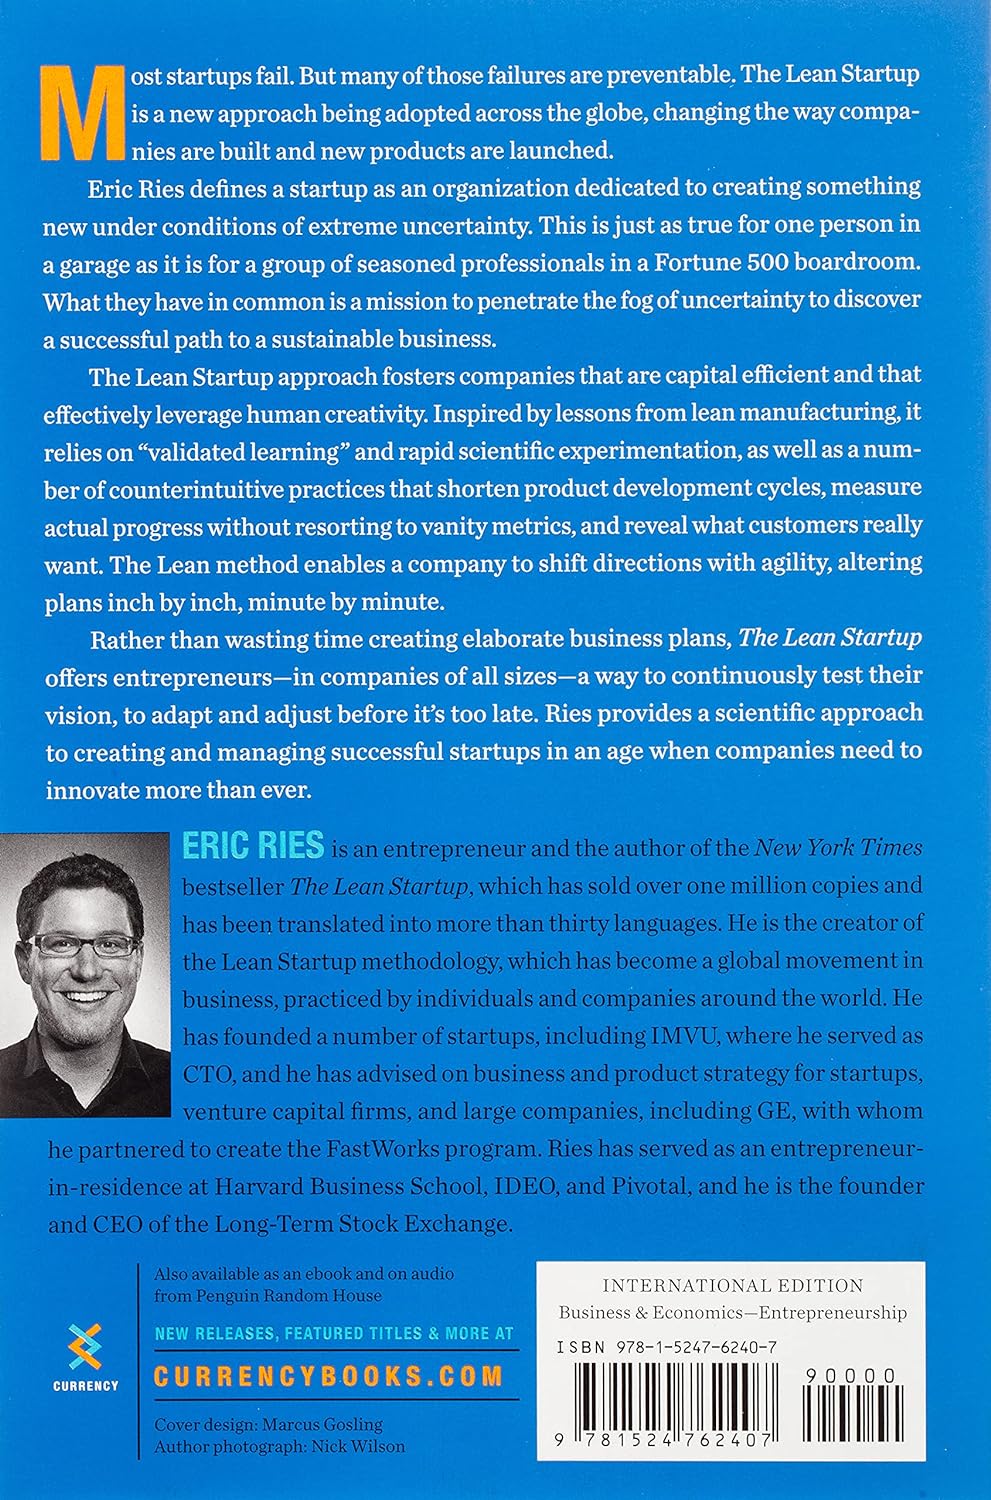 Most startups fail. But many of those failures are preventable. The Lean Startup
is a new approach being adopted across the globe, changing the way compa-
nies are built and new products are launched.
Eric Ries defines a startup as an organization dedicated to creating something
new under conditions of extreme uncertainty. This is just as true for one person in
a garage as it is for a group of seasoned professionals in a Fortune 500 boardroom.
What they have in common is a mission to penetrate the fog of uncertainty to discover
a successful path to a sustainable business.
The Lean Startup approach fosters companies that are capital efficient and that
effectively leverage human creativity. Inspired by lessons from lean manufacturing, it
relies on “validated learning” and rapid scientific experimentation, as well as a num-
ber of counterintuitive practices that shorten product development cycles, measure
actual progress without resorting to vanity metrics, and reveal what customers really
want. The Lean method enables a company to shift directions with agility, altering
plans inch by inch, minute by minute.
Rather than wasting time creating elaborate business plans, The Lean Startup
offers entrepreneurs—in companies of all sizes—a way to continuously test their
vision, to adapt and adjust before it’s too late. Ries provides a scientific approach
to creating and managing successful startups in an age when companies need to
innovate more than ever.
ERIC RIES is an entrepreneur and the author of the New York Times
bestseller The Lean Startup, which has sold over one million copies and
has been translated into more than thirty languages. He is the creator of
the Lean Startup methodology, which has become a global movement in
business, practiced by individuals and companies around the world. He
has founded a number of startups, including IMVU, where he served as
CTO, and he has advised on business and product strategy for startups,
venture capital firms, and large companies, including GE, with whom
he partnered to create the FastWorks program. Ries has served as an entrepreneur-
in-residence at Harvard Business School, IDEO, and Pivotal, and he is the founder
and CEO of the Long-Term Stock Exchange.
Also available as an ebook and on audio
from Penguin Random House
NEW RELEASES, FEATURED TITLES & MORE AT
CURRENCYBOOKS.COM
CURRENCY
Cover design: Marcus Gosling
Author photograph: Nick Wilson
INTERNATIONAL EDITION
Business & Economics—Entrepreneurship
ISBN 978-1-5247-6240-7
90000
9 781524 762407